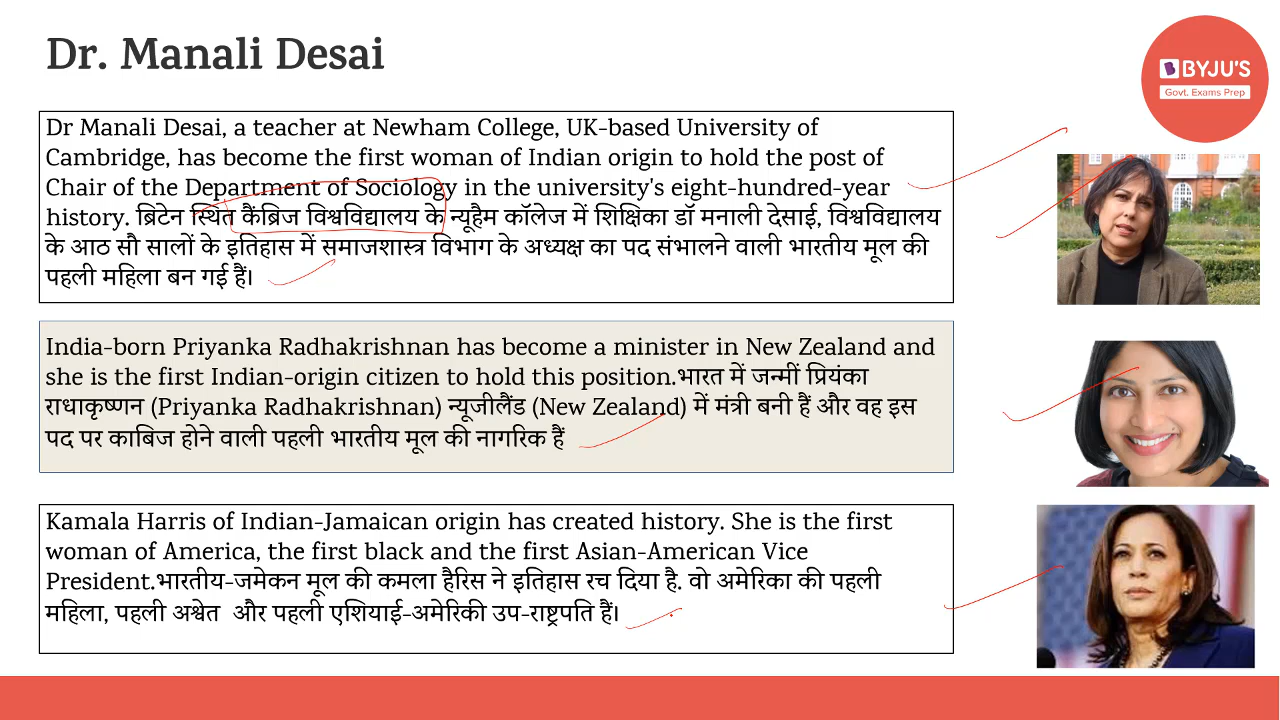 Dr. Manali Desai
BYJU'S
Govt. Exams Prep
Dr Manali Desai, a teacher at Newham College, UK-based University of
Cambridge, has become the first woman of Indian origin to hold the post of
Chair of the Department of Sociology in the university's eight-hundred-year
history. ब्रिटेन स्थित कैंब्रिज विश्वविद्यालय के न्यूहैम कॉलेज में शिक्षिका डॉ मनाली देसाई, विश्वविद्यालय
के आठ सौ सालों के इतिहास में समाजशास्त्र विभाग के अध्यक्ष का पद संभालने वाली भारतीय मूल की
पहली महिला बन गई हैं।
India-born Priyanka Radhakrishnan has become a minister in New Zealand and
she is the first Indian-origin citizen to hold this position.भारत में जन्मीं प्रियंका
राधाकृष्णन (Priyanka Radhakrishnan) न्यूजीलैंड (New Zealand) में मंत्री बनी हैं और वह इस
पद पर काबिज होने वाली पहली भारतीय मूल की नागरिक हैं
Kamala Harris of Indian-Jamaican origin has created history. She is the first
woman of America, the first black and the first Asian-American Vice
President.भारतीय-जमेकन मूल की कमला हैरिस ने इतिहास रच दिया है. वो अमेरिका की पहली
महिला, पहली अश्वेत और पहली एशियाई-अमेरिकी उप-राष्ट्रपति हैं।